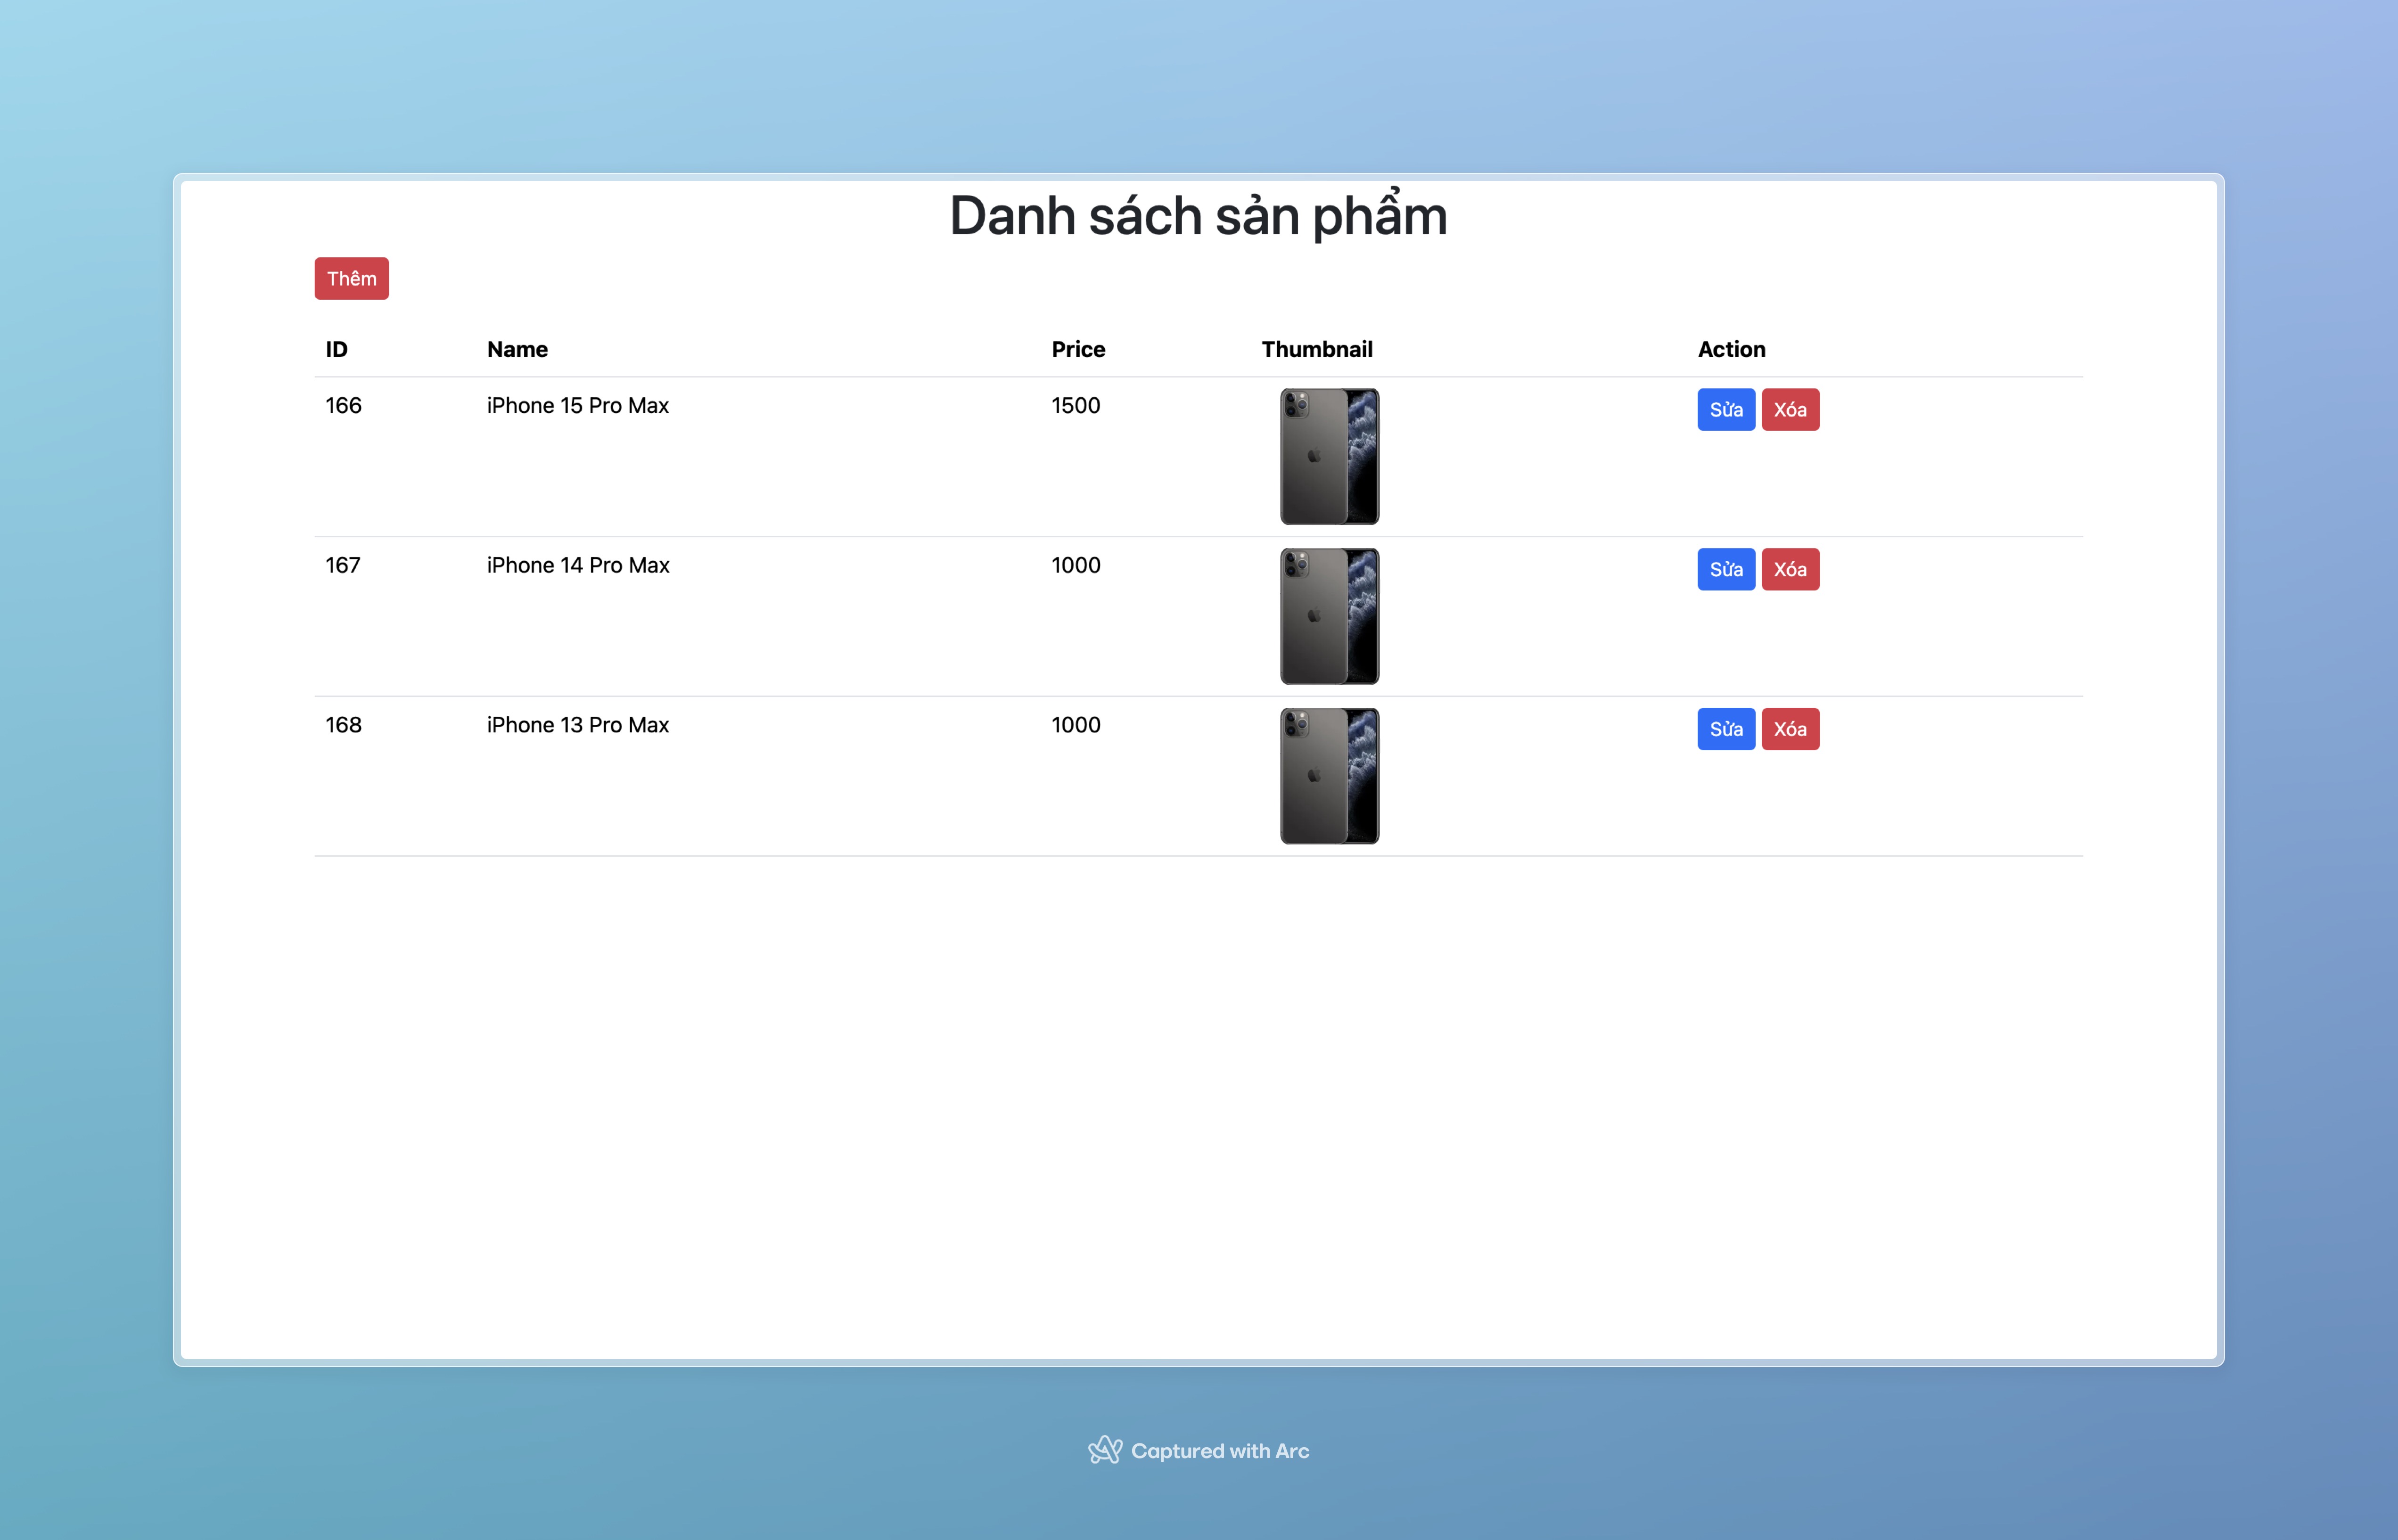 Danh sách sản phẩm
Thêm
ID Name Price Thumbnail Action
166 iPhone 15 Pro Max 1500 Sửa Xóa
167 iPhone 14 Pro Max 1000 Sửa Xóa
168 iPhone 13 Pro Max 1000 Sửa Xóa
Captured with Arc